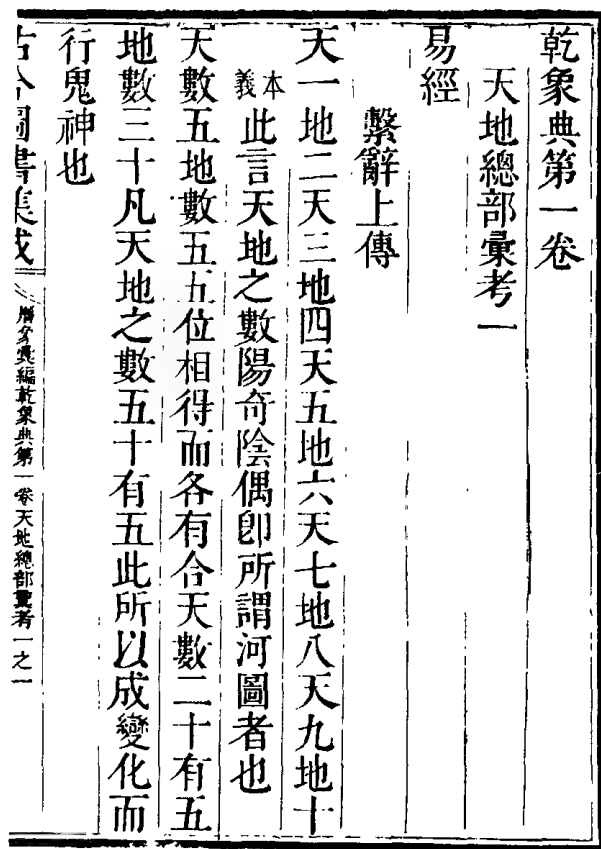 乾象典第一卷
天地總部彙考一
易經
繫辭上傳
天一地二天三地四天五地六天七地八天九地十
本義此言天地之數陽奇陰偶卽所謂河圖者也
天數五地數五五位相得而各有合天數二十有五
地數三十凡天地之數五十有五此所以成變化而
行鬼神也
古今圖書集成
曆象彙編乾象典第一卷天地總部彙考一之一